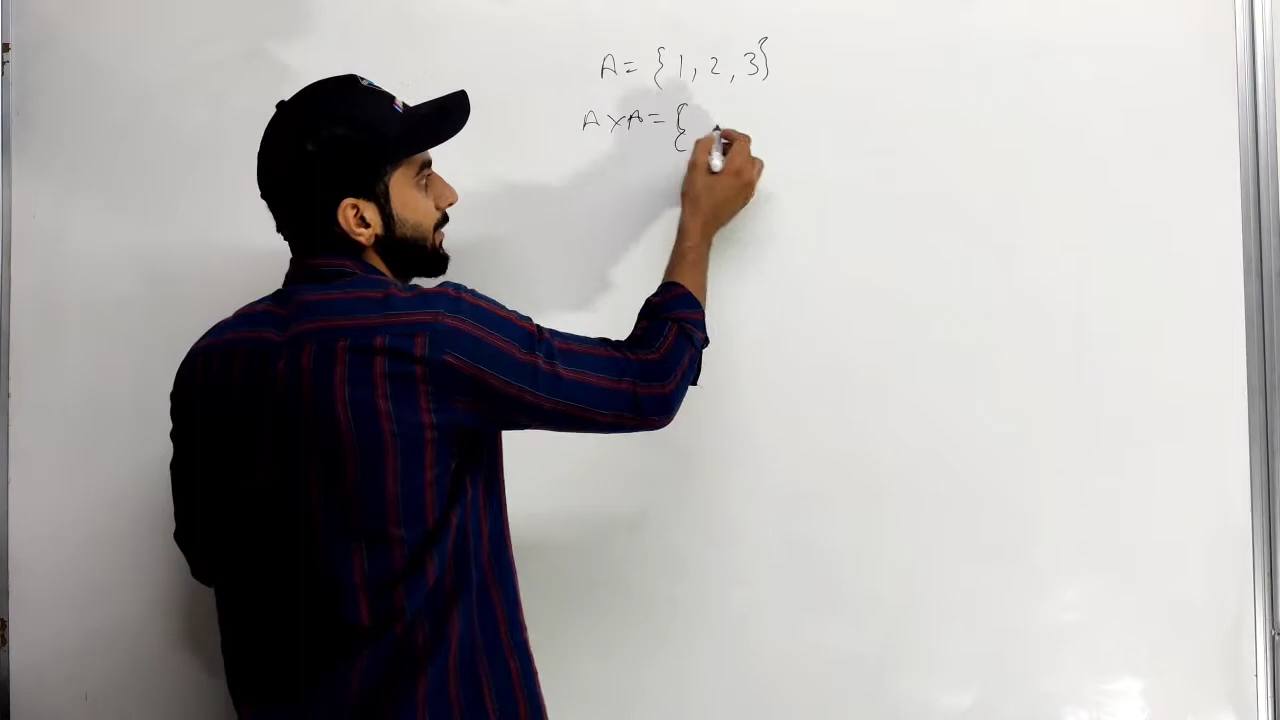 A = {1, 2, 3}
A × A = {